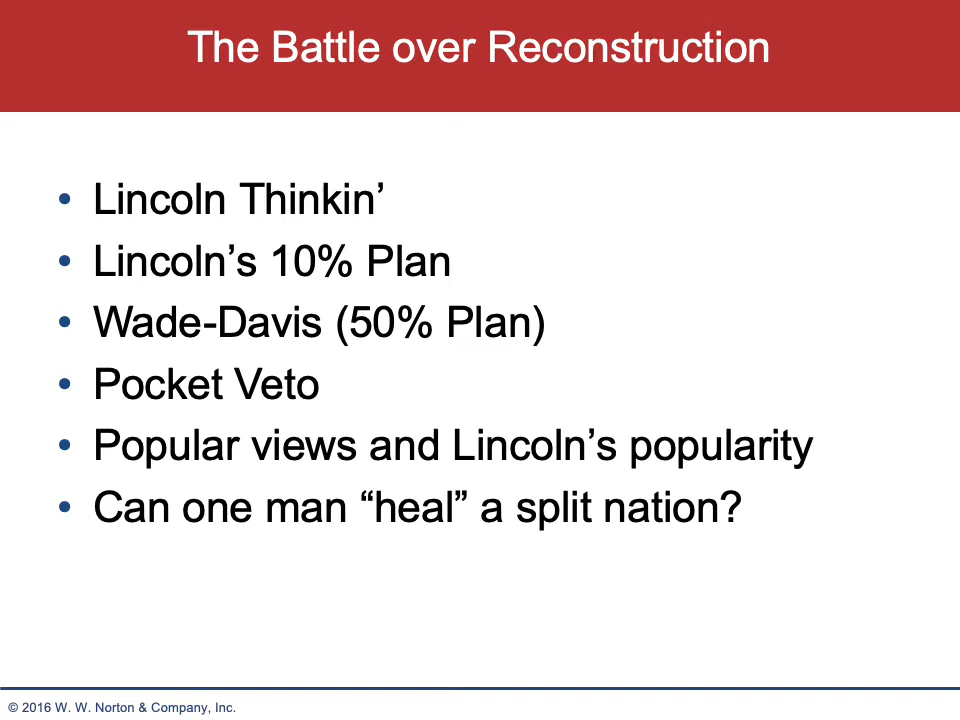 The Battle over Reconstruction
• Lincoln Thinkin’
• Lincoln’s 10% Plan
• Wade-Davis (50% Plan)
• Pocket Veto
• Popular views and Lincoln’s popularity
• Can one man “heal” a split nation?
© 2016 W. W. Norton & Company, Inc.